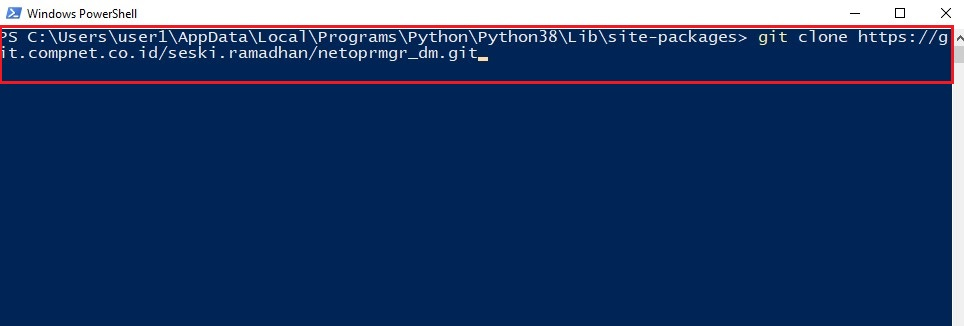 Windows PowerShell
PS C:\Users\user1\AppData\Local\Programs\Python\Python38\Lib\site-packages> git clone https://g
it.compnet.co.id/seski.ramadhan/netoprmgr_dm.git